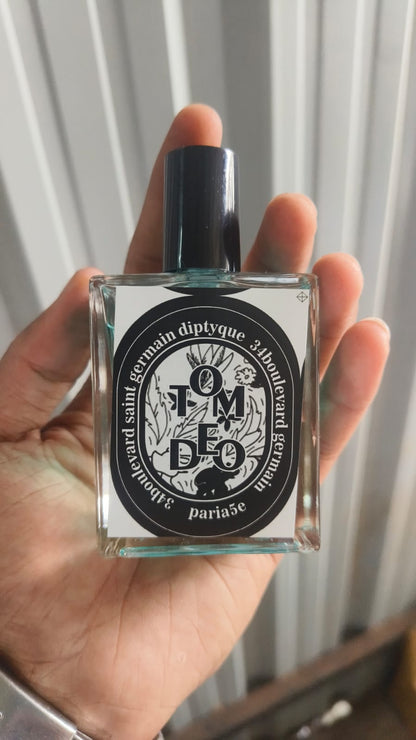 34boulevard saint germain diptyque 34boulevard germain
TOM
DEO
paria5e